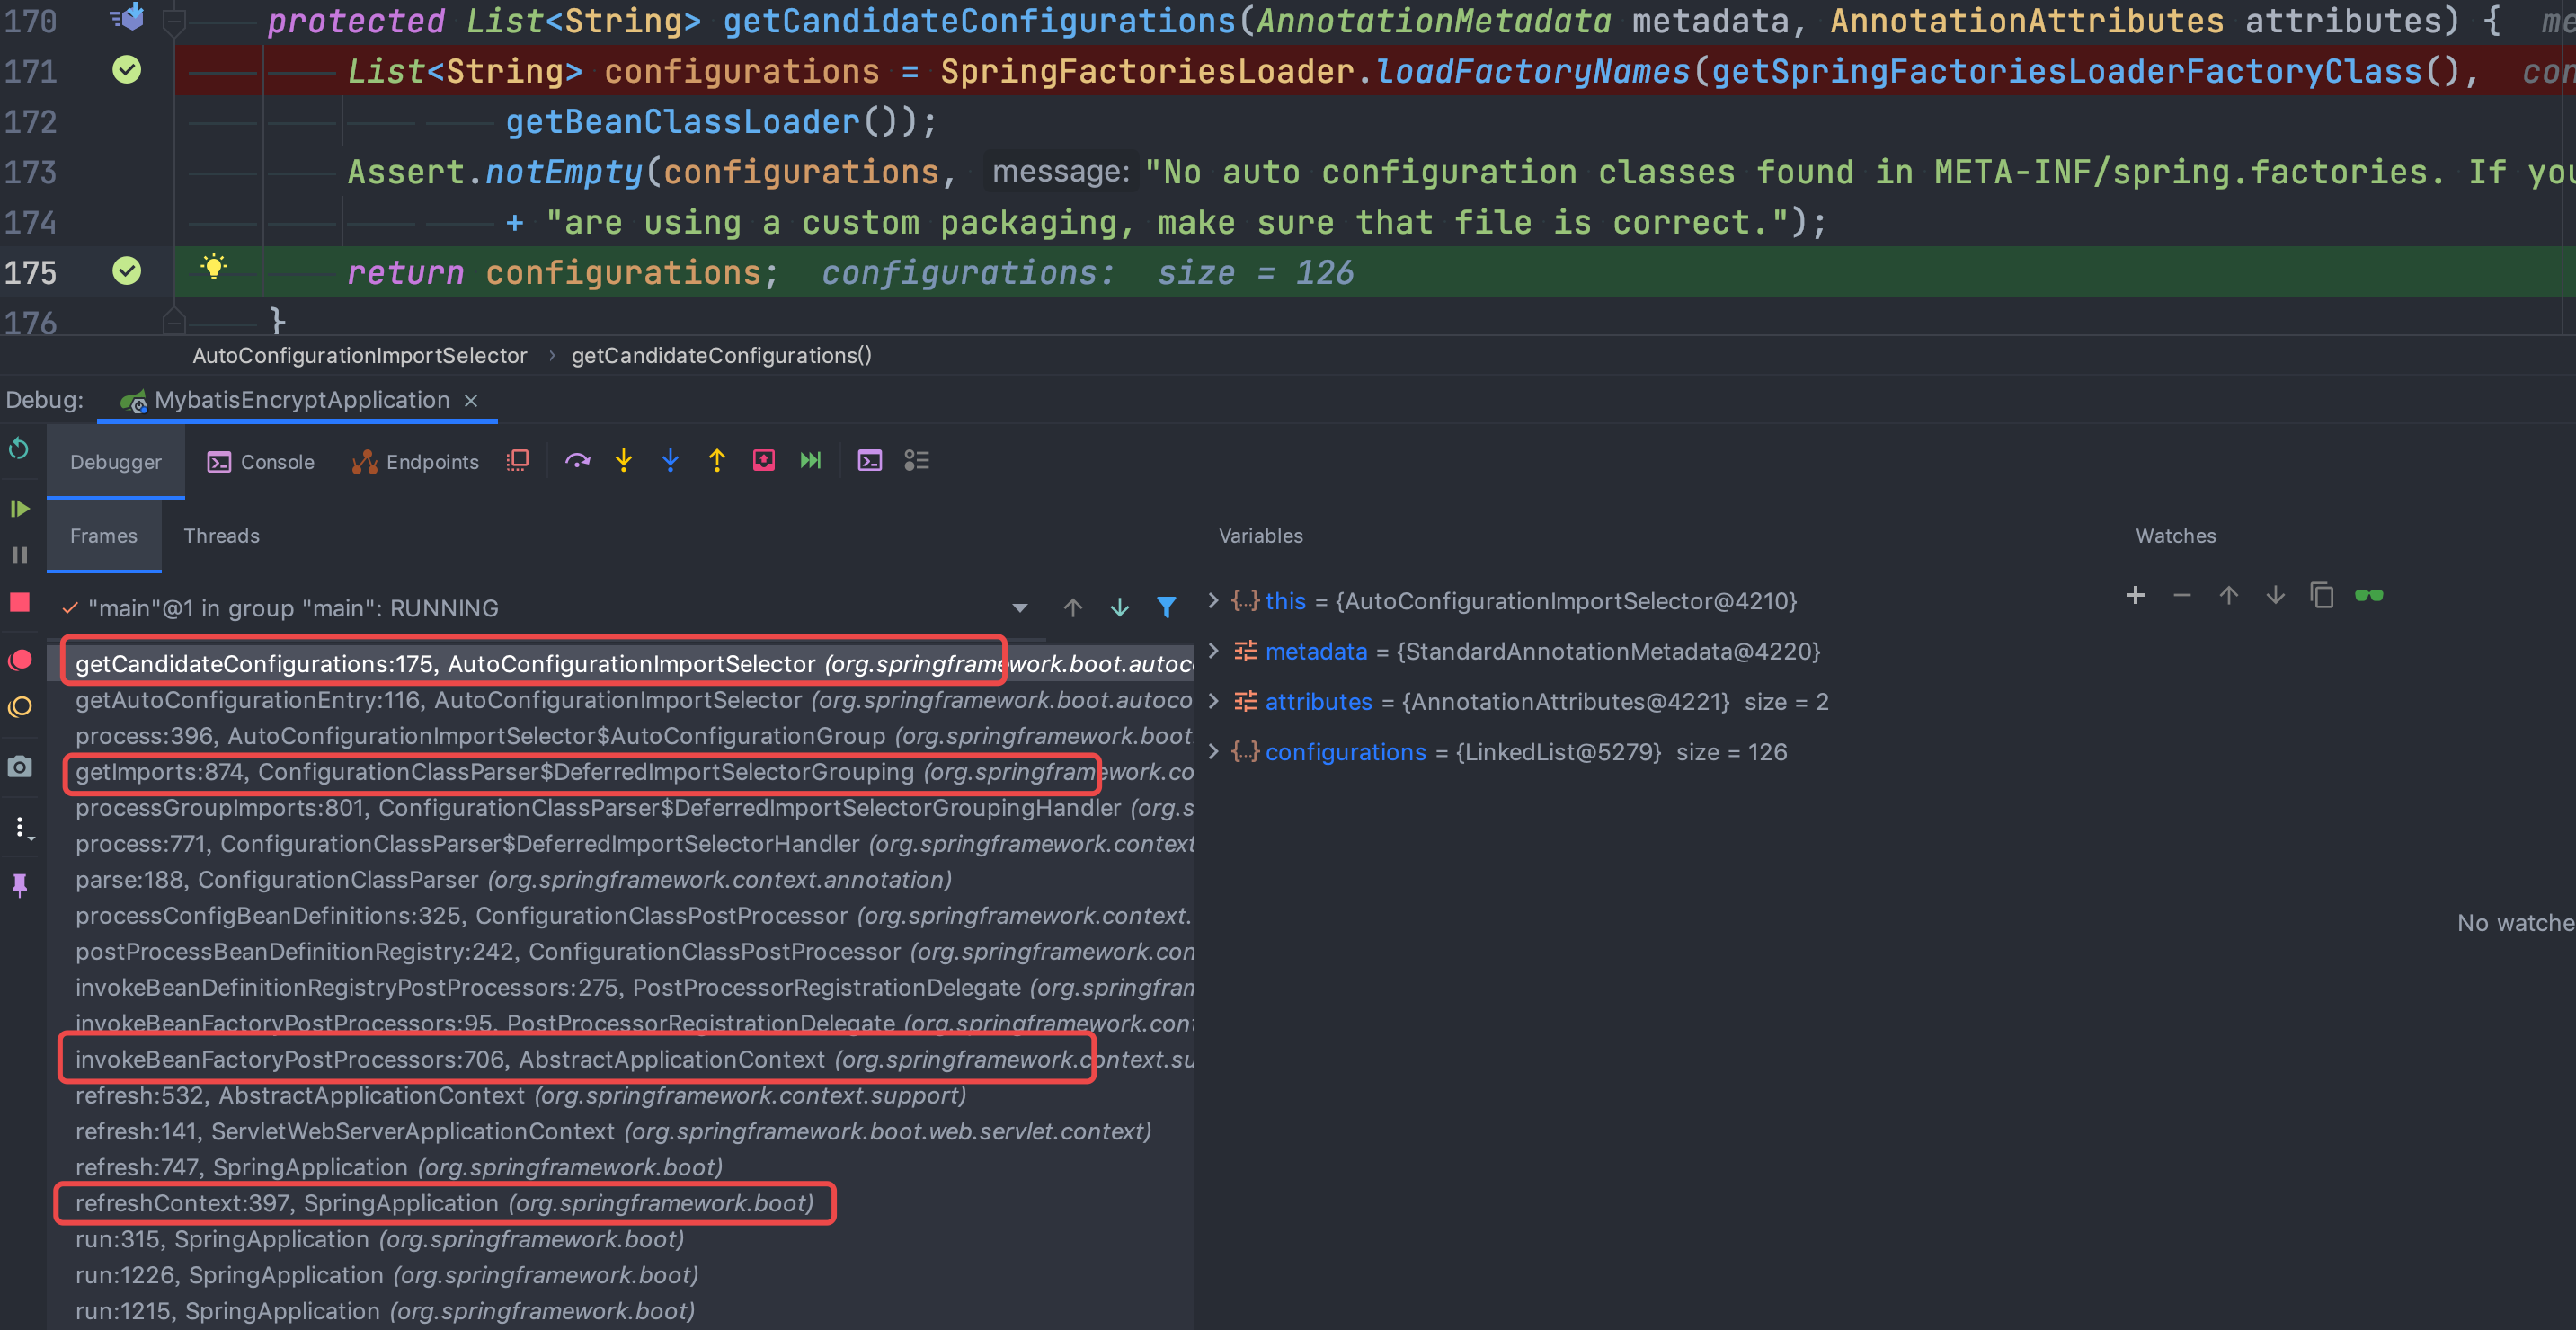 170 protected List<String> getCandidateConfigurations(AnnotationMetadata metadata, AnnotationAttributes attributes) {
171 List<String> configurations = SpringFactoriesLoader.loadFactoryNames(getSpringFactoriesLoaderFactoryClass(),
172 getBeanClassLoader());
173 Assert.notEmpty(configurations, message: "No auto configuration classes found in META-INF/spring.factories. If you
174 + "are using a custom packaging, make sure that file is correct.");
175 return configurations; configurations: size = 126
176 }
AutoConfigurationImportSelector › getCandidateConfigurations()
Debug: MybatisEncryptApplication ×
Debugger Console Endpoints
Frames Threads
"main"@1 in group "main": RUNNING
getCandidateConfigurations:175, AutoConfigurationImportSelector (org.springframework.boot.autoco
getAutoConfigurationEntry:116, AutoConfigurationImportSelector (org.springframework.boot.autoco
process:396, AutoConfigurationImportSelector$AutoConfigurationGroup (org.springframework.boot
getImports:874, ConfigurationClassParser$DeferredImportSelectorGrouping (org.springframework.co
processGroupImports:801, ConfigurationClassParser$DeferredImportSelectorGroupingHandler (org.s
process:771, ConfigurationClassParser$DeferredImportSelectorHandler (org.springframework.context
parse:188, ConfigurationClassParser (org.springframework.context.annotation)
processConfigBeanDefinitions:325, ConfigurationClassPostProcessor (org.springframework.context.
postProcessBeanDefinitionRegistry:242, ConfigurationClassPostProcessor (org.springframework.con
invokeBeanDefinitionRegistryPostProcessors:275, PostProcessorRegistrationDelegate (org.springfran
invokeBeanFactoryPostProcessors:95, PostProcessorRegistrationDelegate (org.springframework.cont
invokeBeanFactoryPostProcessors:706, AbstractApplicationContext (org.springframework.context.su
refresh:532, AbstractApplicationContext (org.springframework.context.support)
refresh:141, ServletWebServerApplicationContext (org.springframework.boot.web.servlet.context)
refresh:747, SpringApplication (org.springframework.boot)
refreshContext:397, SpringApplication (org.springframework.boot)
run:315, SpringApplication (org.springframework.boot)
run:1226, SpringApplication (org.springframework.boot)
run:1215, SpringApplication (org.springframework.boot)
Variables
this = {AutoConfigurationImportSelector@4210}
metadata = {StandardAnnotationMetadata@4220}
attributes = {AnnotationAttributes@4221} size = 2
configurations = {LinkedList@5279} size = 126
Watches
No watche